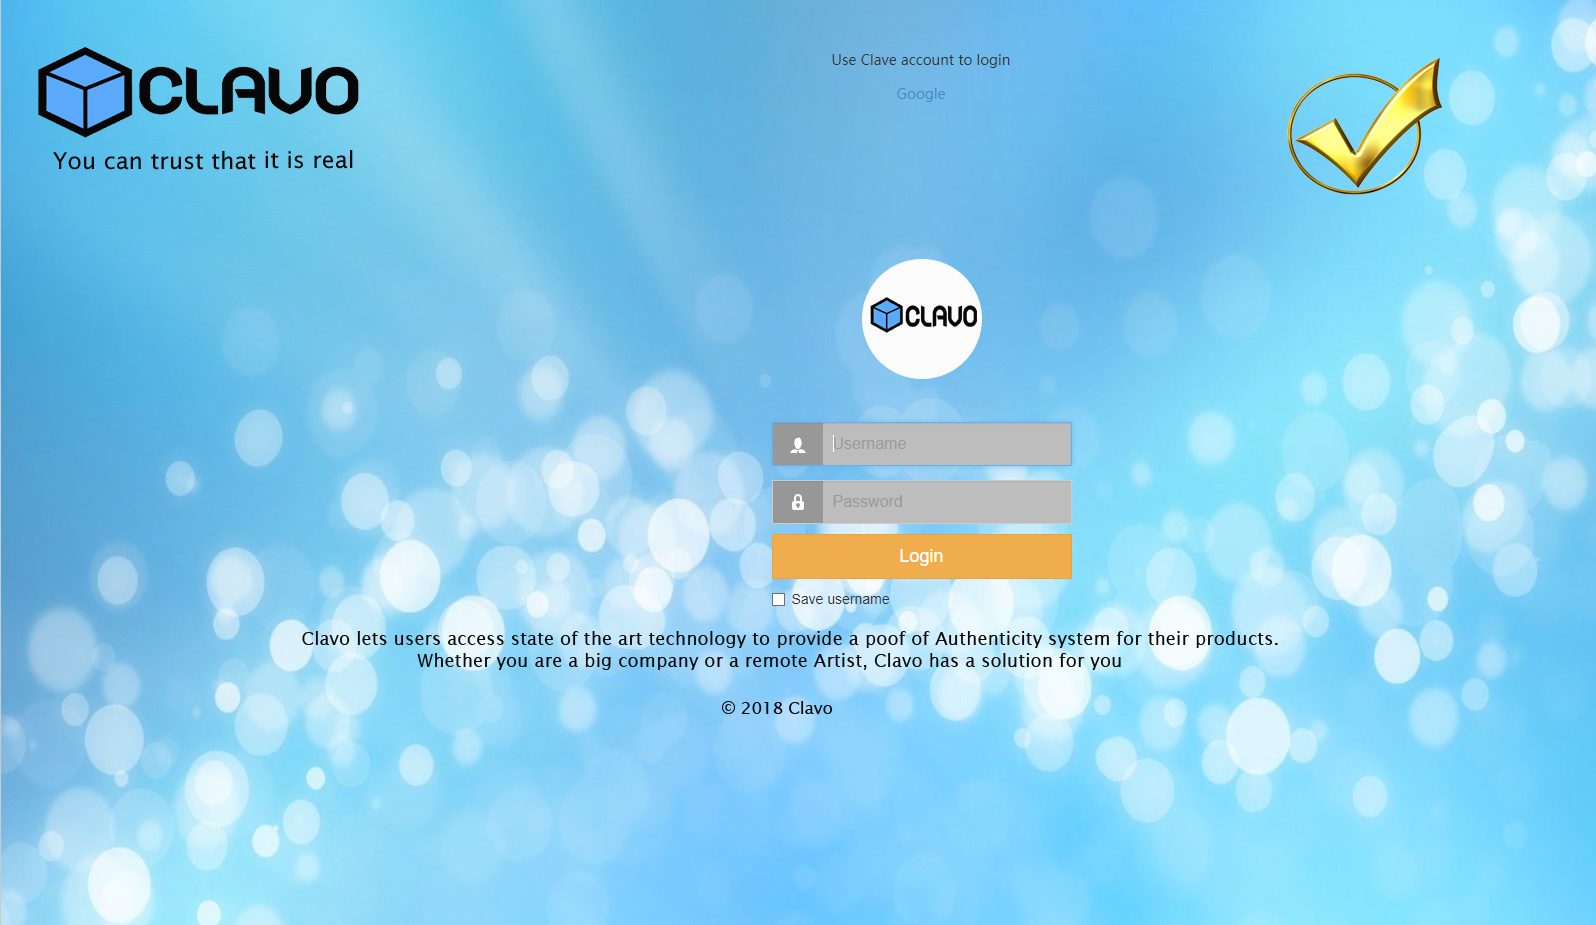 CLAVO
You can trust that it is real
Use Clave account to login
Google
CLAVO
Username
Password
Login
Save username
Clavo lets users access state of the art technology to provide a poof of Authenticity system for their products.
Whether you are a big company or a remote Artist, Clavo has a solution for you
© 2018 Clavo